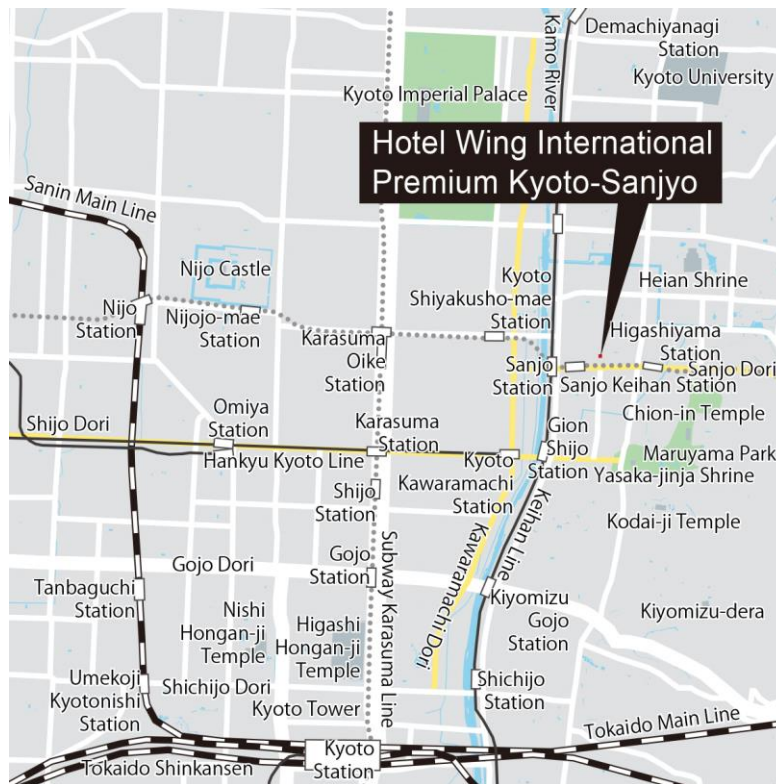 Demachiyanagi
Station
Kyoto University
Kamo River
Kyoto Imperial Palace
Hotel Wing International
Premium Kyoto-Sanjyo
Sanin Main Line
Nijo Castle
Nijo
Station
Nijojo-mae
Station
Karasuma
Oike
Station
Kyoto
Shiyakusho-mae
Station
Heian Shrine
Higashiyama
Station
Sanjo
Station
Sanjo Dori
Sanjo Keihan Station
Chion-in Temple
Shijo Dori
Omiya
Station
Hankyu Kyoto Line
Karasuma
Station
Shijo
Station
Kyoto
Kawaramachi
Station
Gion
Shijo
Station
Maruyama Park
Yasaka-jinja Shrine
Kodai-ji Temple
Keihan Line
Kawaramachi Dori
Subway Karasuma Line
Gojo Dori
Gojo
Station
Tanbaguchi
Station
Nishi
Hongan-ji
Temple
Higashi
Hongan-ji
Temple
Kiyomizu
Gojo
Station
Kiyomizu-dera
Umekoji
Kyotonishi
Station
Shichijo Dori
Kyoto Tower
Shichijo
Station
Tokaido Main Line
Kyoto
Station
Tokaido Shinkansen